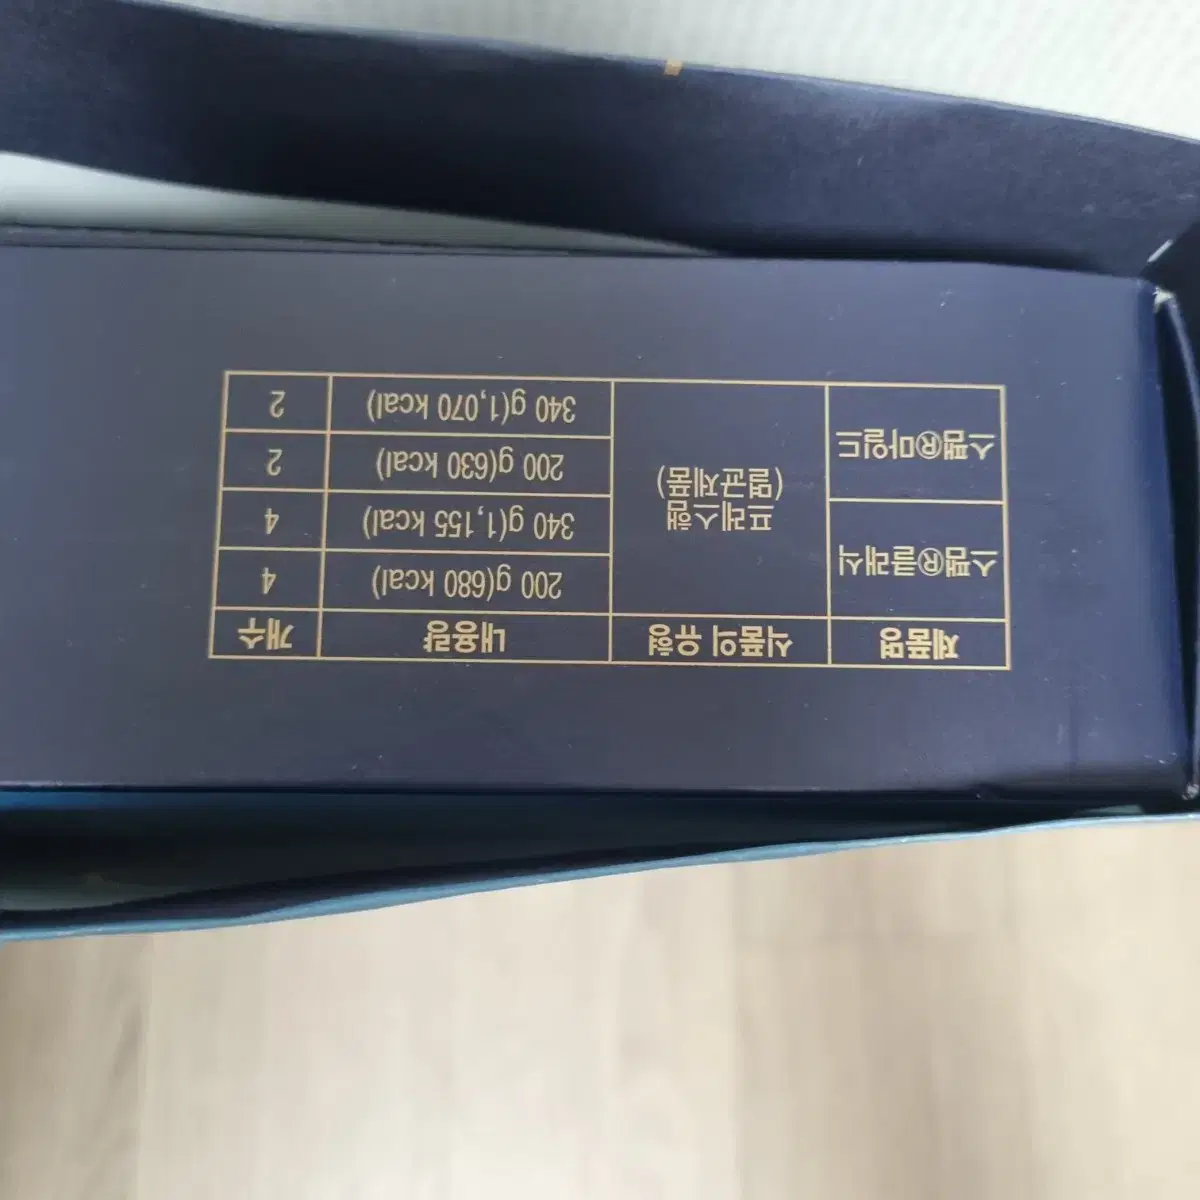 제품명 식품의 유형 내용량 개수
스팸®클래식 프레스햄 (멸균제품) 200 g(680 kcal) 4
340 g(1,155 kcal) 4
스팸®마일드 200 g(630 kcal) 2
340 g(1,070 kcal) 2